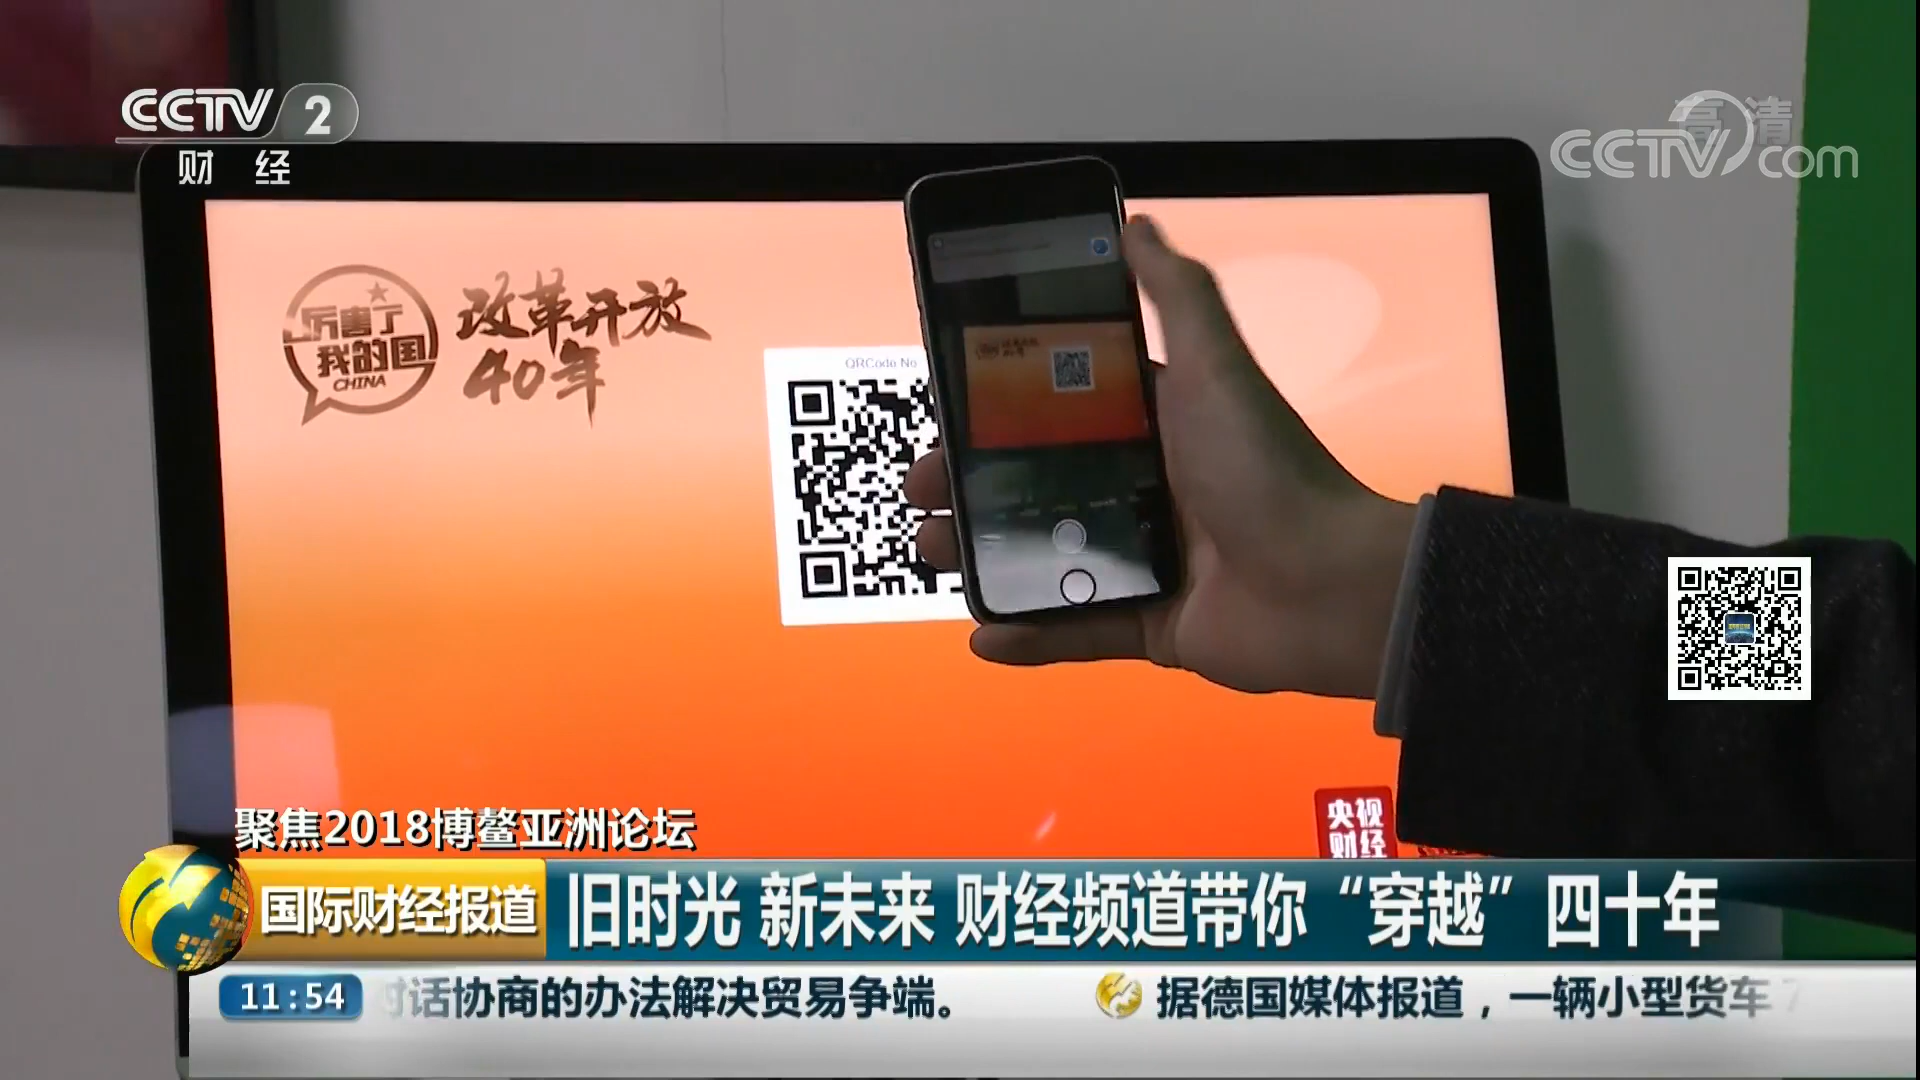 CCTV 2
财 经
高清
CCTV com
厉害了
我的国
CHINA
改革开放
40年
QRCode No
央视
财经
聚焦2018博鳌亚洲论坛
国际财经报道
旧时光 新未来 财经频道带你“穿越”四十年
11:54
对话协商的办法解决贸易争端。
据德国媒体报道，一辆小型货车